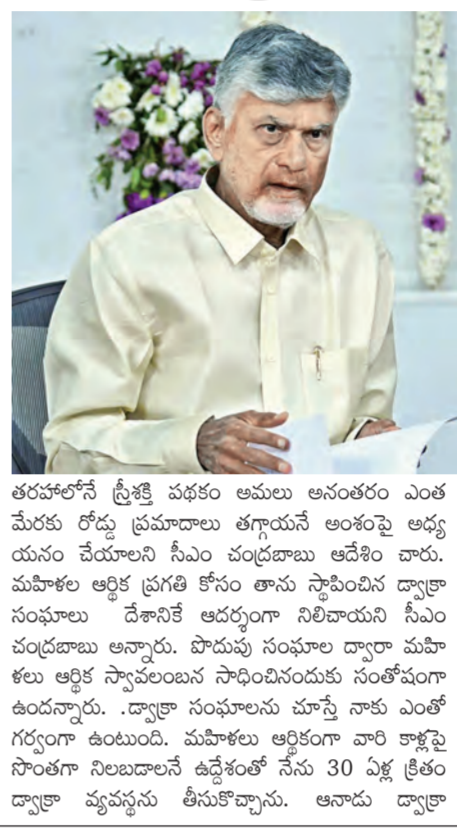 తరహాలోనే స్త్రీశక్తి పథకం అమలు అనంతరం ఎంత
మేరకు రోడ్డు ప్రమాదాలు తగ్గాయనే అంశంపై అధ్య
యనం చేయాలని సీఎం చంద్రబాబు ఆదేశిం చారు.
మహిళల ఆర్థిక ప్రగతి కోసం తాను స్థాపించిన డ్వాక్రా
సంఘాలు దేశానికే ఆదర్శంగా నిలిచాయని సీఎం
చంద్రబాబు అన్నారు. పొదుపు సంఘాల ద్వారా మహి
ళలు ఆర్థిక స్వావలంబన సాధించినందుకు సంతోషంగా
ఉందన్నారు. .డ్వాక్రా సంఘాలను చూస్తే నాకు ఎంతో
గర్వంగా ఉంటుంది. మహిళలు ఆర్థికంగా వారి కాళ్లపై
సొంతగా నిలబడాలనే ఉద్దేశంతో నేను 30 ఏళ్ల క్రితం
డ్వాక్రా వ్యవస్థను తీసుకొచ్చాను. ఆనాడు డ్వాక్రా